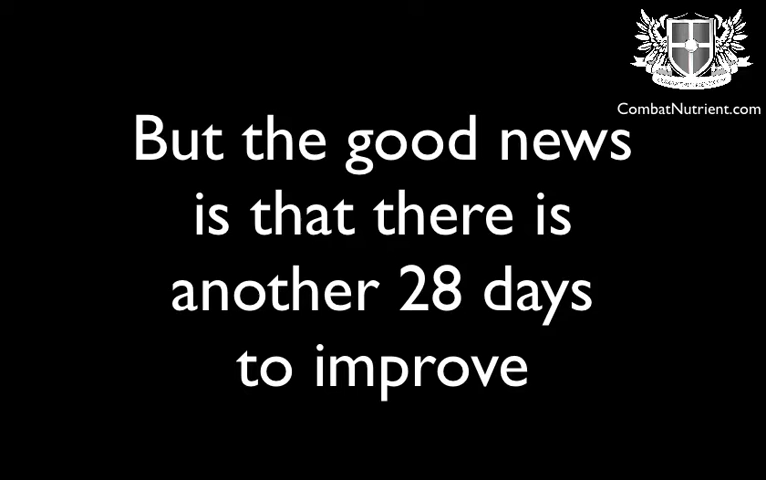 CombatNutrient.com
But the good news
is that there is
another 28 days
to improve